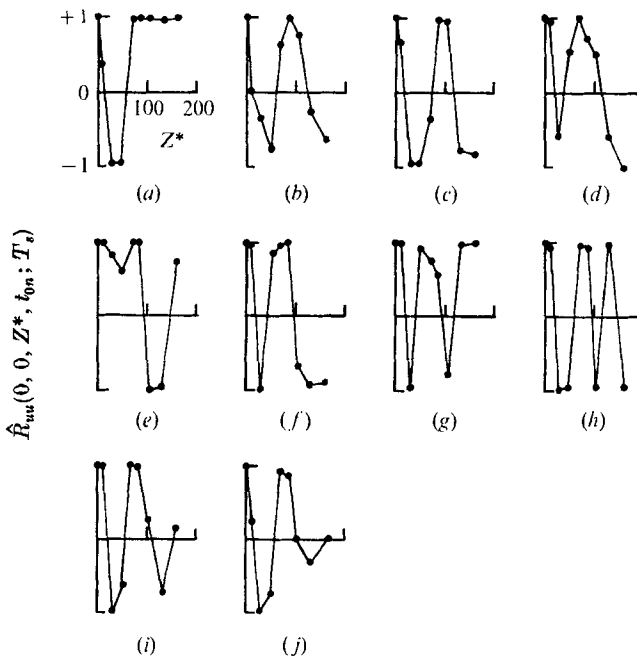 +1
0
100 200
Z*
−1
(a) (b) (c) (d)
R̂uu(0, 0, Z*, t0n; Ts)
(e) (f) (g) (h)
(i) (j)